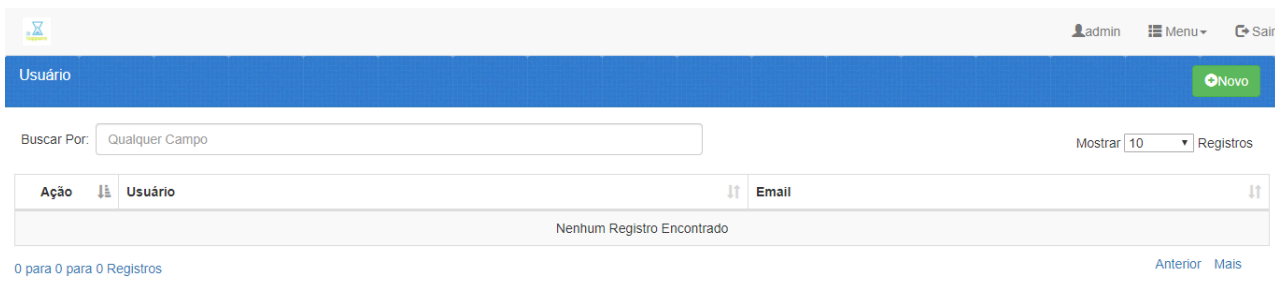 admin Menu Sair
Usuário
Novo
Buscar Por: Qualquer Campo
Mostrar 10 Registros
Ação Usuário Email
Nenhum Registro Encontrado
0 para 0 para 0 Registros
Anterior Mais